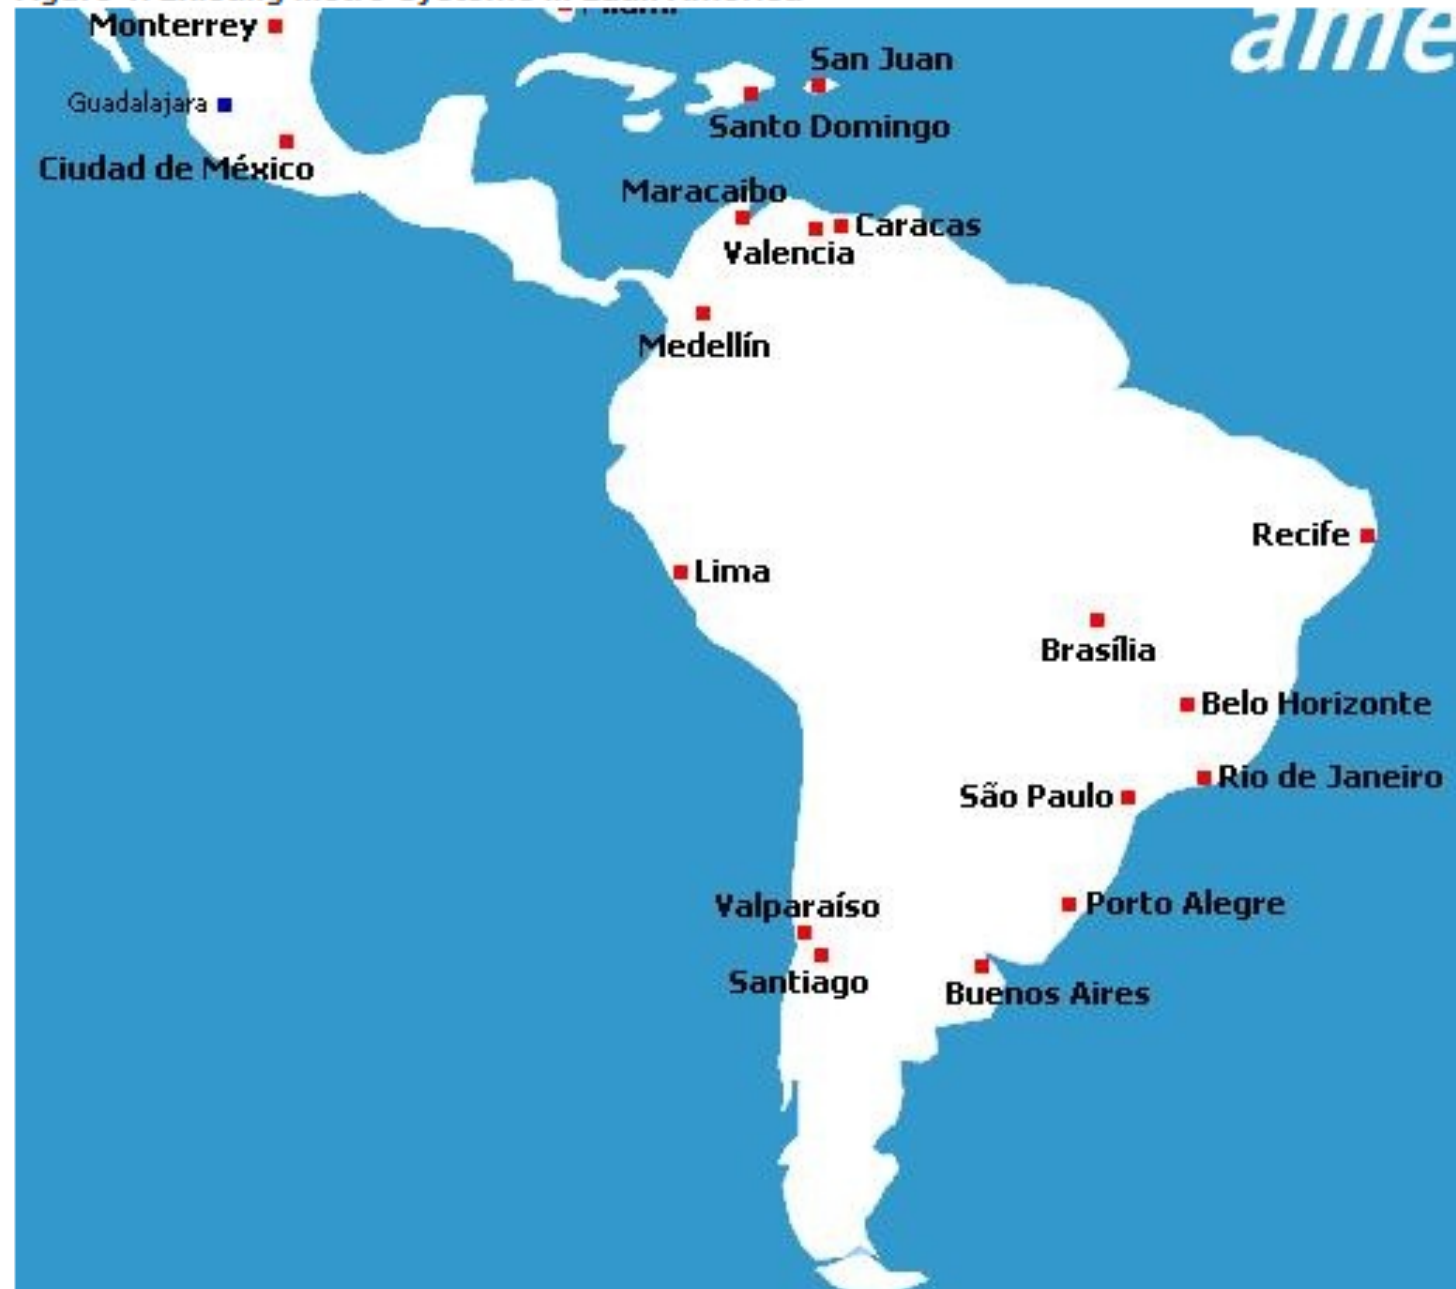 Monterrey
ame
San Juan
Guadalajara
Santo Domingo
Ciudad de México
Maracaibo
Caracas
Valencia
Medellín
Recife
Lima
Brasília
Belo Horizonte
Rio de Janeiro
São Paulo
Valparaíso
Porto Alegre
Santiago
Buenos Aires